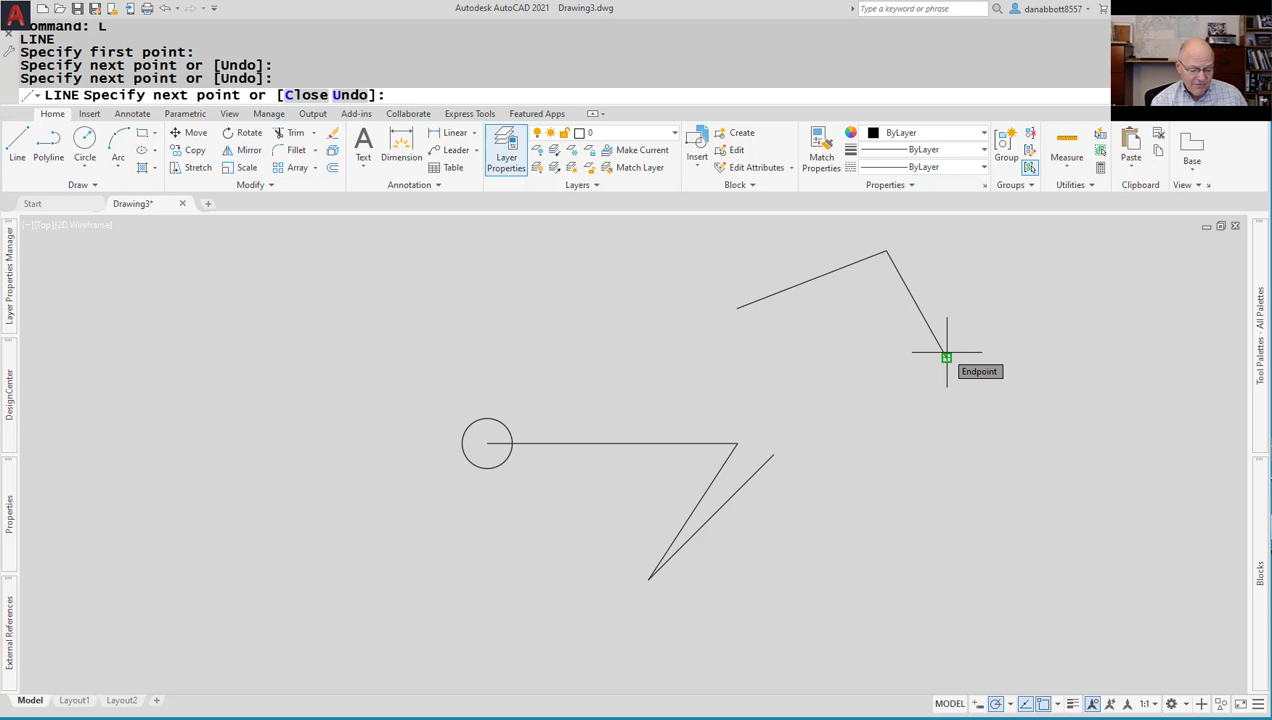 Autodesk AutoCAD 2021 Drawing3.dwg
Type a keyword or phrase
danabbott8557
Command: L
LINE
Specify first point:
Specify next point or [Undo]:
Specify next point or [Undo]:
LINE Specify next point or [Close Undo]:
Home Insert Annotate Parametric View Manage Output Add-ins Collaborate Express Tools Featured Apps
Line Polyline Circle Arc
Move Rotate Trim
Copy Mirror Fillet
Stretch Scale Array
Text Dimension
Linear
Leader
Table
Layer Properties
0
Make Current
Match Layer
Insert
Create
Edit
Edit Attributes
Match Properties
ByLayer
ByLayer
ByLayer
Group
Measure
Paste
Base
Draw Modify Annotation Layers Block Properties Groups Utilities Clipboard View
Start Drawing3*
[−][Top][2D Wireframe]
Layer Properties Manager
DesignCenter
Properties
External References
Tool Palettes - All Palettes
Blocks
Endpoint
Model Layout1 Layout2
MODEL
1:1